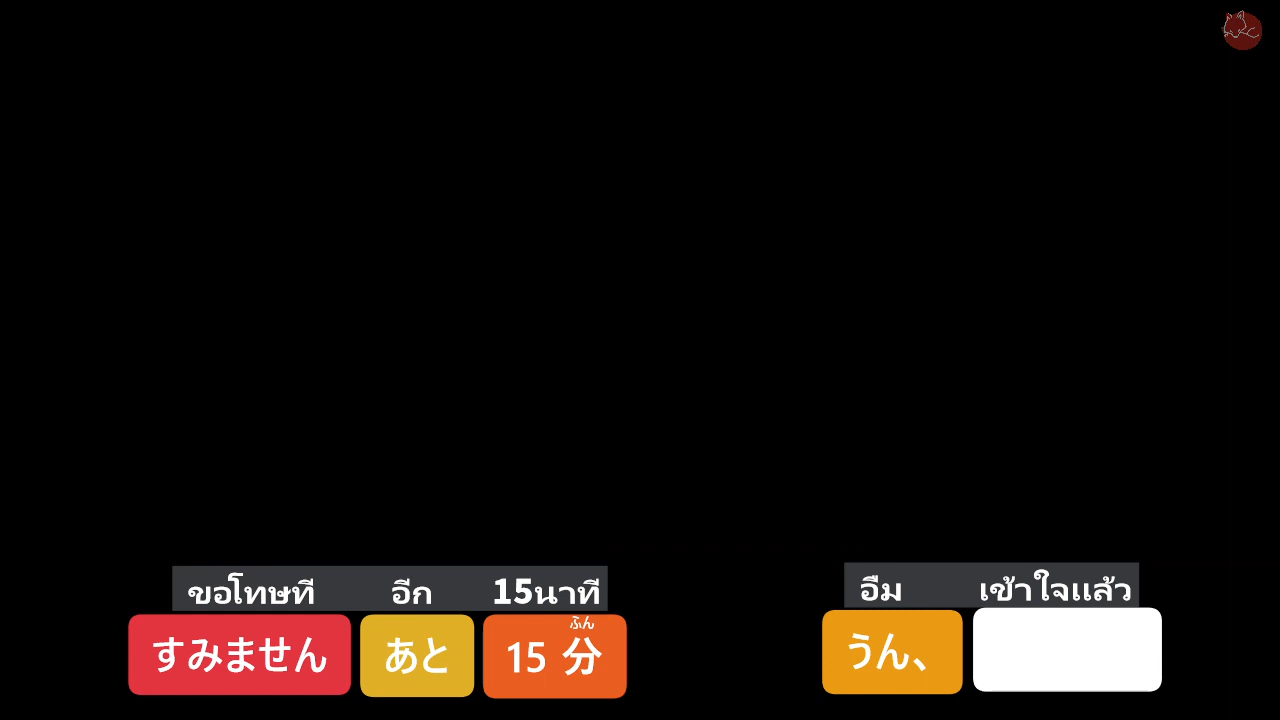 ขอโทษที อีก 15นาที
すみません あと 15 分
ふん
อืม เข้าใจแล้ว
うん、